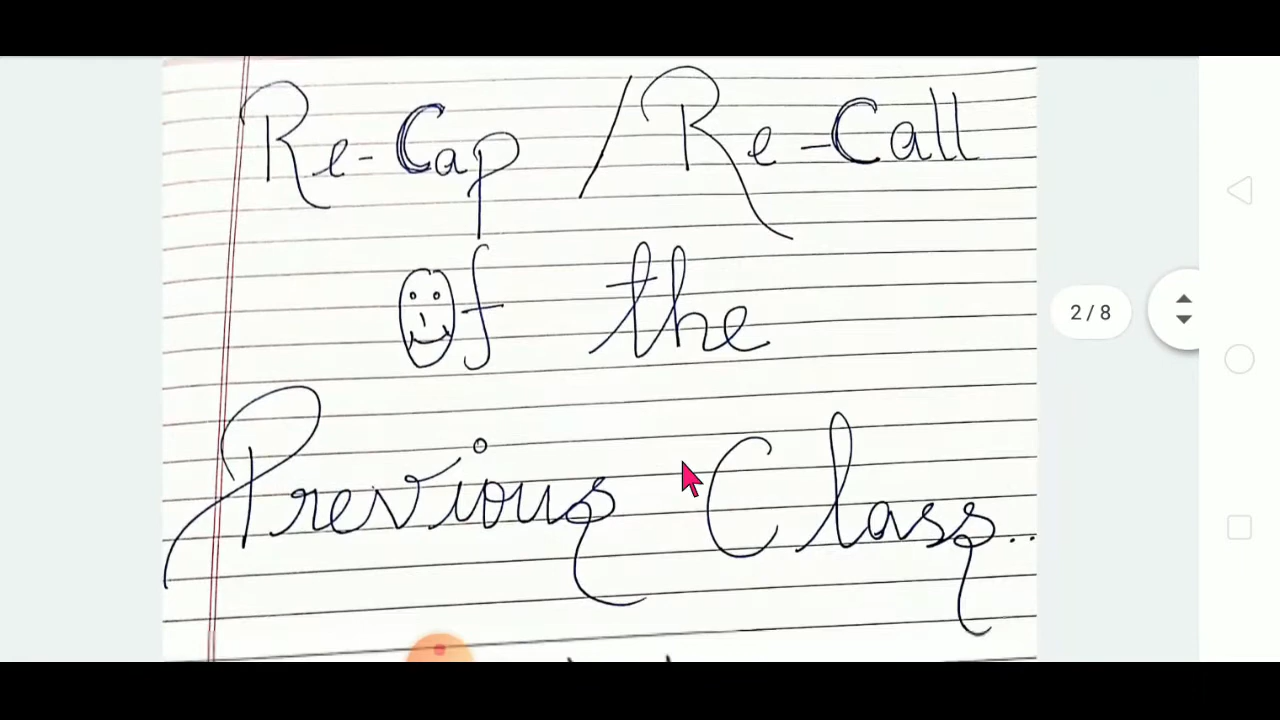 Re-Cap / Re-Call
Of the
2/8
Previous Class..